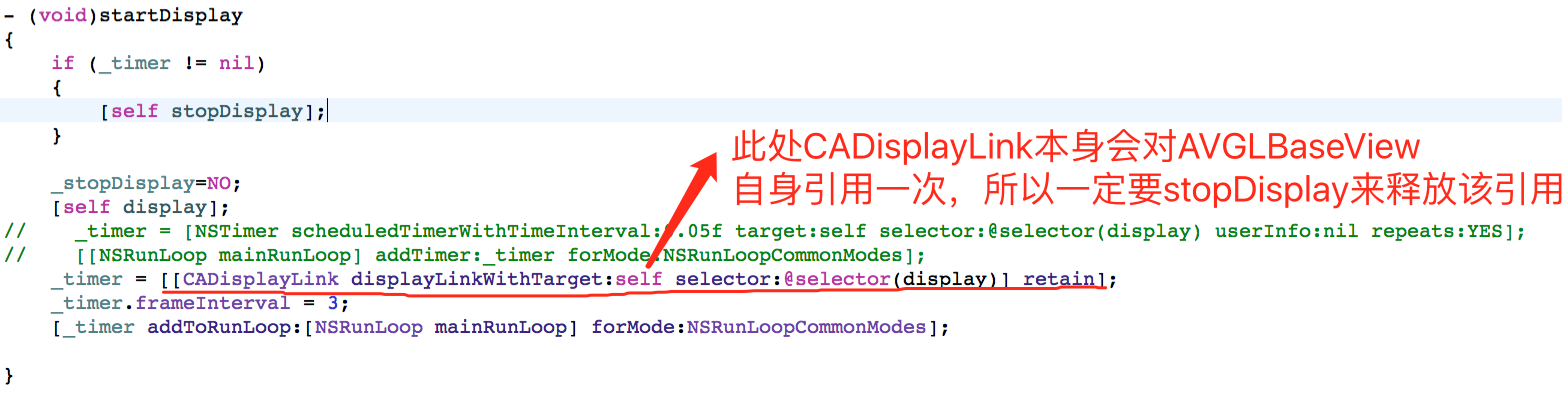 - (void)startDisplay
{
    if (_timer != nil)
    {
        [self stopDisplay];
    }
此处CADisplayLink本身会对AVGLBaseView
自身引用一次，所以一定要stopDisplay来释放该引用
    _stopDisplay=NO;
    [self display];
//    _timer = [NSTimer scheduledTimerWithTimeInterval:0.05f target:self selector:@selector(display) userInfo:nil repeats:YES];
//    [[NSRunLoop mainRunLoop] addTimer:_timer forMode:NSRunLoopCommonModes];
    _timer = [[CADisplayLink displayLinkWithTarget:self selector:@selector(display)] retain];
    _timer.frameInterval = 3;
    [_timer addToRunLoop:[NSRunLoop mainRunLoop] forMode:NSRunLoopCommonModes];
}